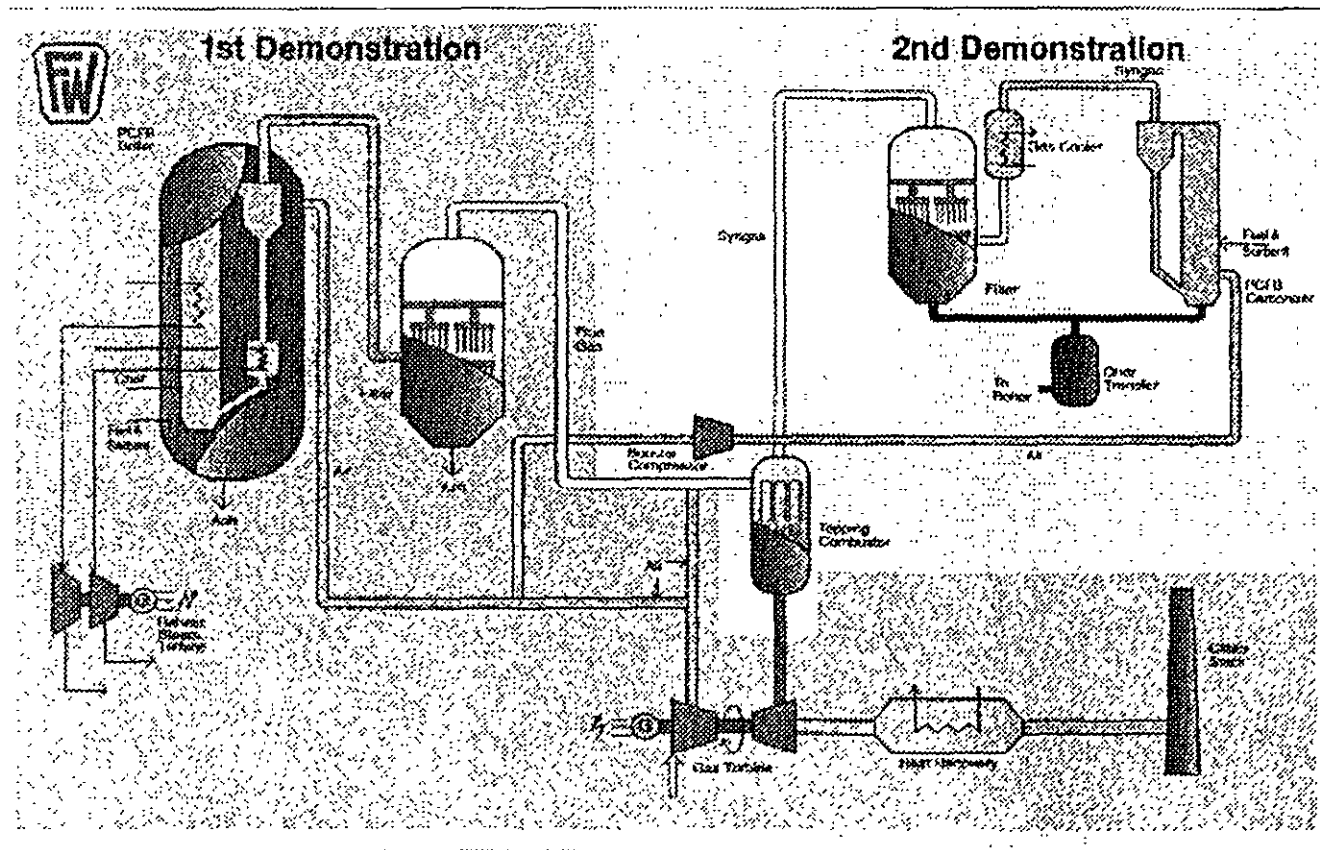 1st Demonstration
2nd Demonstration
FW
Syngas
PCFB
Boiler
Gas Cooler
Syngas
Fuel &
Sorbent
Flue
Gas
Filter
PCFB
Carbonizer
Char
Filter
To
Boiler
Char
Transfer
Fuel &
Sorbent
Booster
Compressor
Air
Air
Ash
Ash
Topping
Combustor
Air
G
Steam
Turbine
Stack
G
Gas Turbine
Heat Recovery